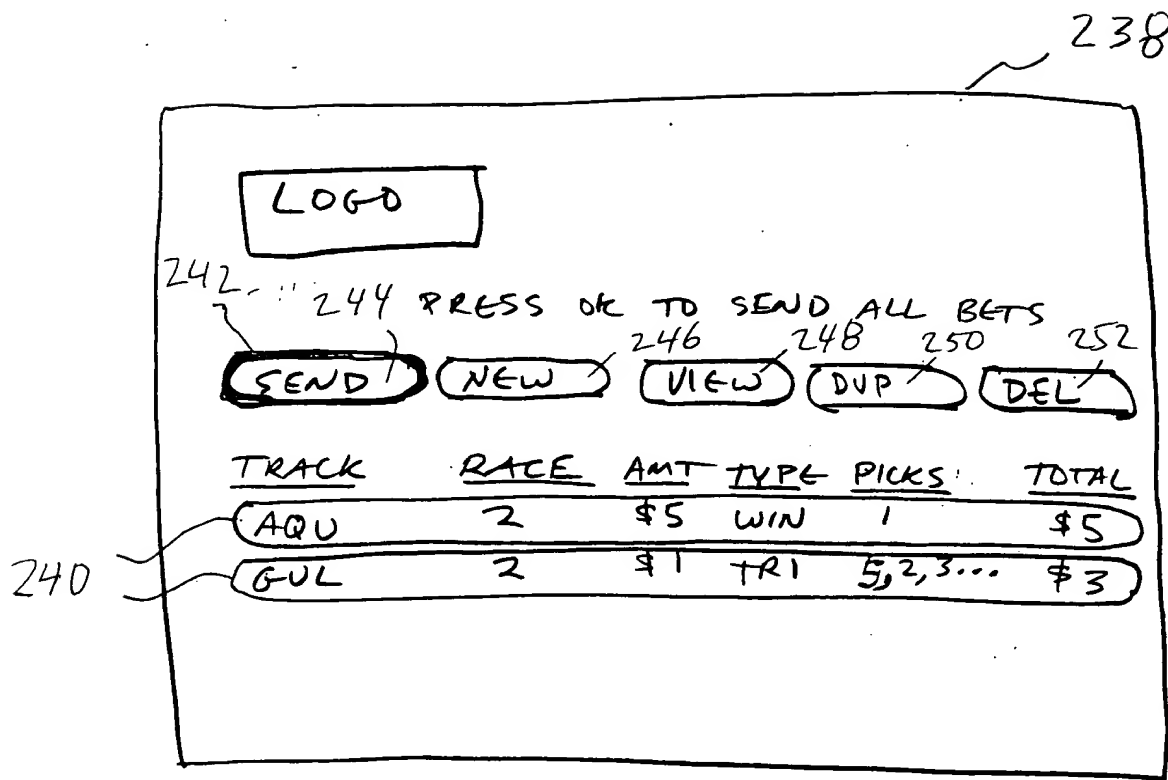 238
LOGO
242
244 PRESS OK TO SEND ALL BETS
246 248 250 252
SEND NEW VIEW DUP DEL
TRACK RACE AMT TYPE PICKS TOTAL
AQU 2 $5 WIN 1 $5
240
GUL 2 $1 TRI 5,2,3... $3